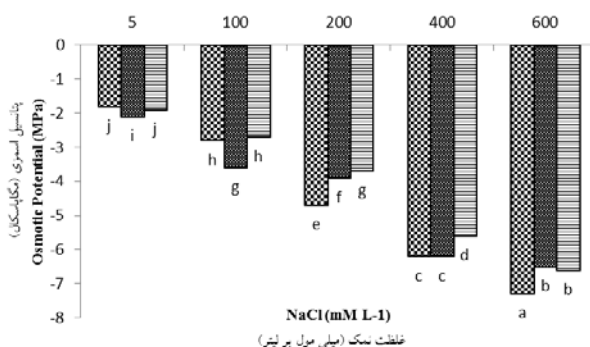 5 100 200 400 600
پتانسیل اسمزی (مگاپاسکال)
Osmotic Potential (MPa)
0
-1
-2
-3
-4
-5
-6
-7
-8
j i j
h g h
e f g
c c d
a b b
NaCl (mM L-1)
غلظت نمک (میلی مول بر لیتر)